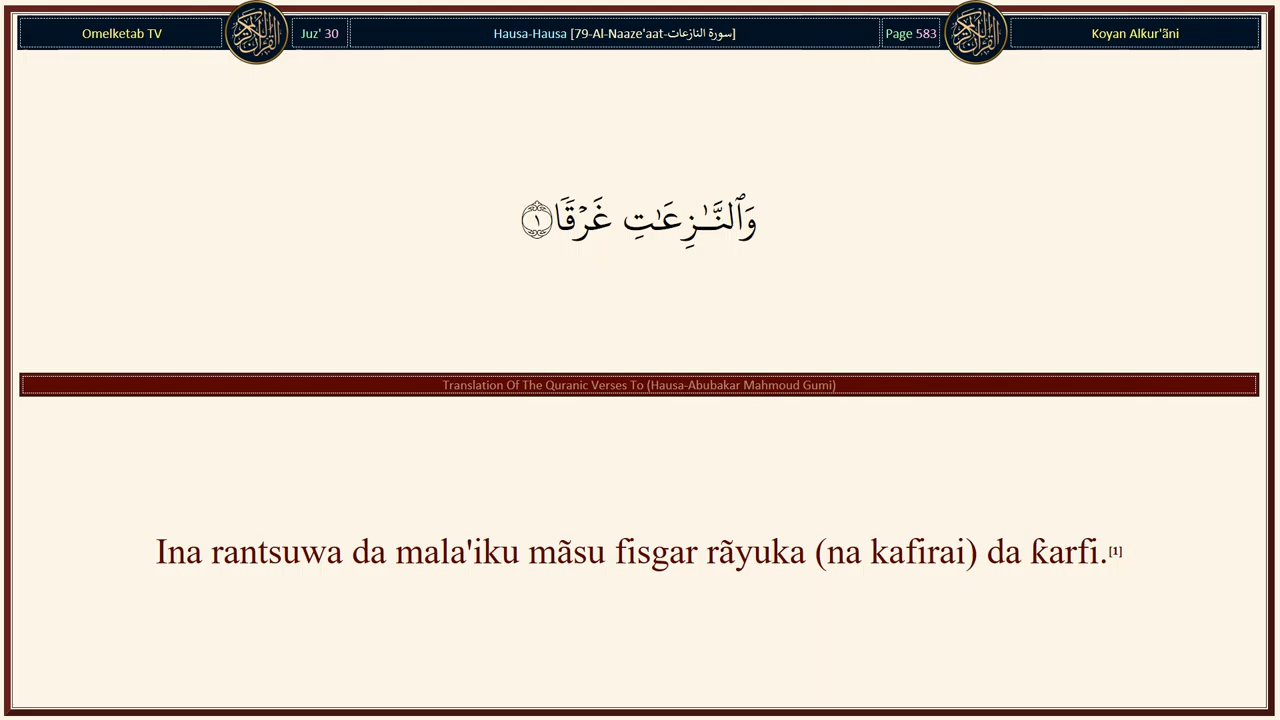 Omelketab TV
Juz' 30
Hausa-Hausa [79-Al-Naaze'aat-سورة النازعات]
Page 583
Koyan Alƙur'ãni
وَٱلنَّـٰزِعَـٰتِ غَرۡقٗا ١
Translation Of The Quranic Verses To (Hausa-Abubakar Mahmoud Gumi)
Ina rantsuwa da mala'iku mãsu fisgar rãyuka (na kafirai) da ƙarfi.[1]